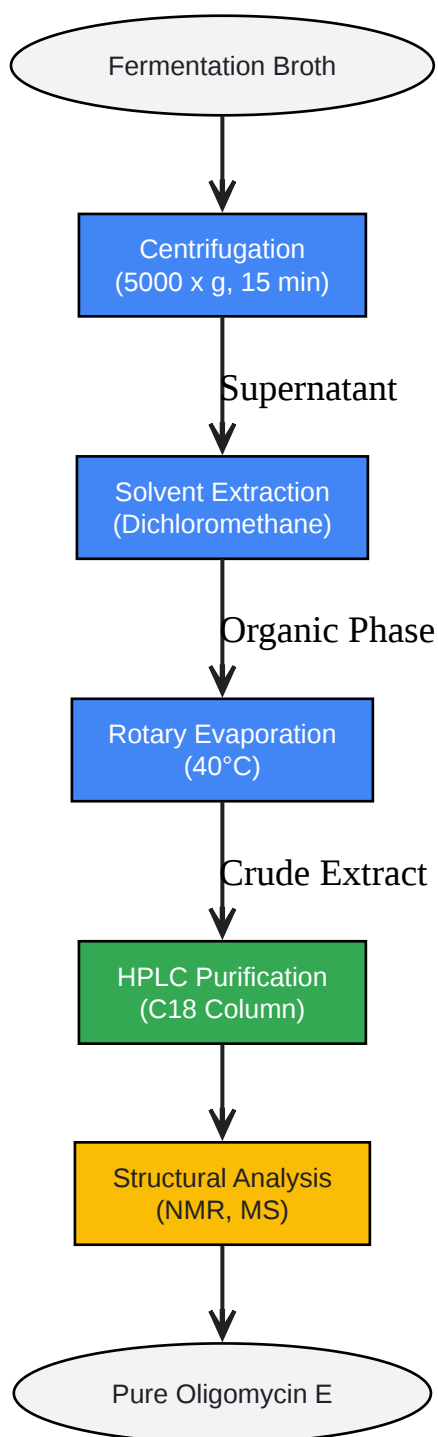 Fermentation Broth
Centrifugation
(5000 x g, 15 min)
Supernatant
Solvent Extraction
(Dichloromethane)
Organic Phase
Rotary Evaporation
(40°C)
Crude Extract
HPLC Purification
(C18 Column)
Structural Analysis
(NMR, MS)
Pure Oligomycin E